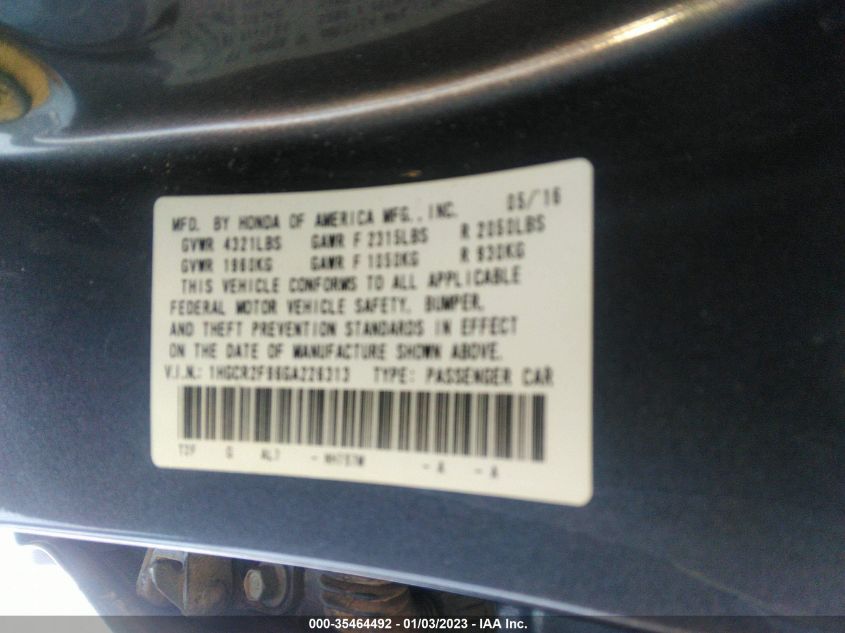 MFD. BY HONDA OF AMERICA MFG., INC. 05/'16
GVWR 4321LBS GAWR F 2315LBS R 2050LBS
GVWR 1960KG GAWR F 1050KG R 930KG
THIS VEHICLE CONFORMS TO ALL APPLICABLE
FEDERAL MOTOR VEHICLE SAFETY, BUMPER,
AND THEFT PREVENTION STANDARDS IN EFFECT
ON THE DATE OF MANUFACTURE SHOWN ABOVE.
V.I.N.: TYPE: PASSENGER CAR
T2F G - - A - A
000-35464492 - 01/03/2023 - IAA Inc.